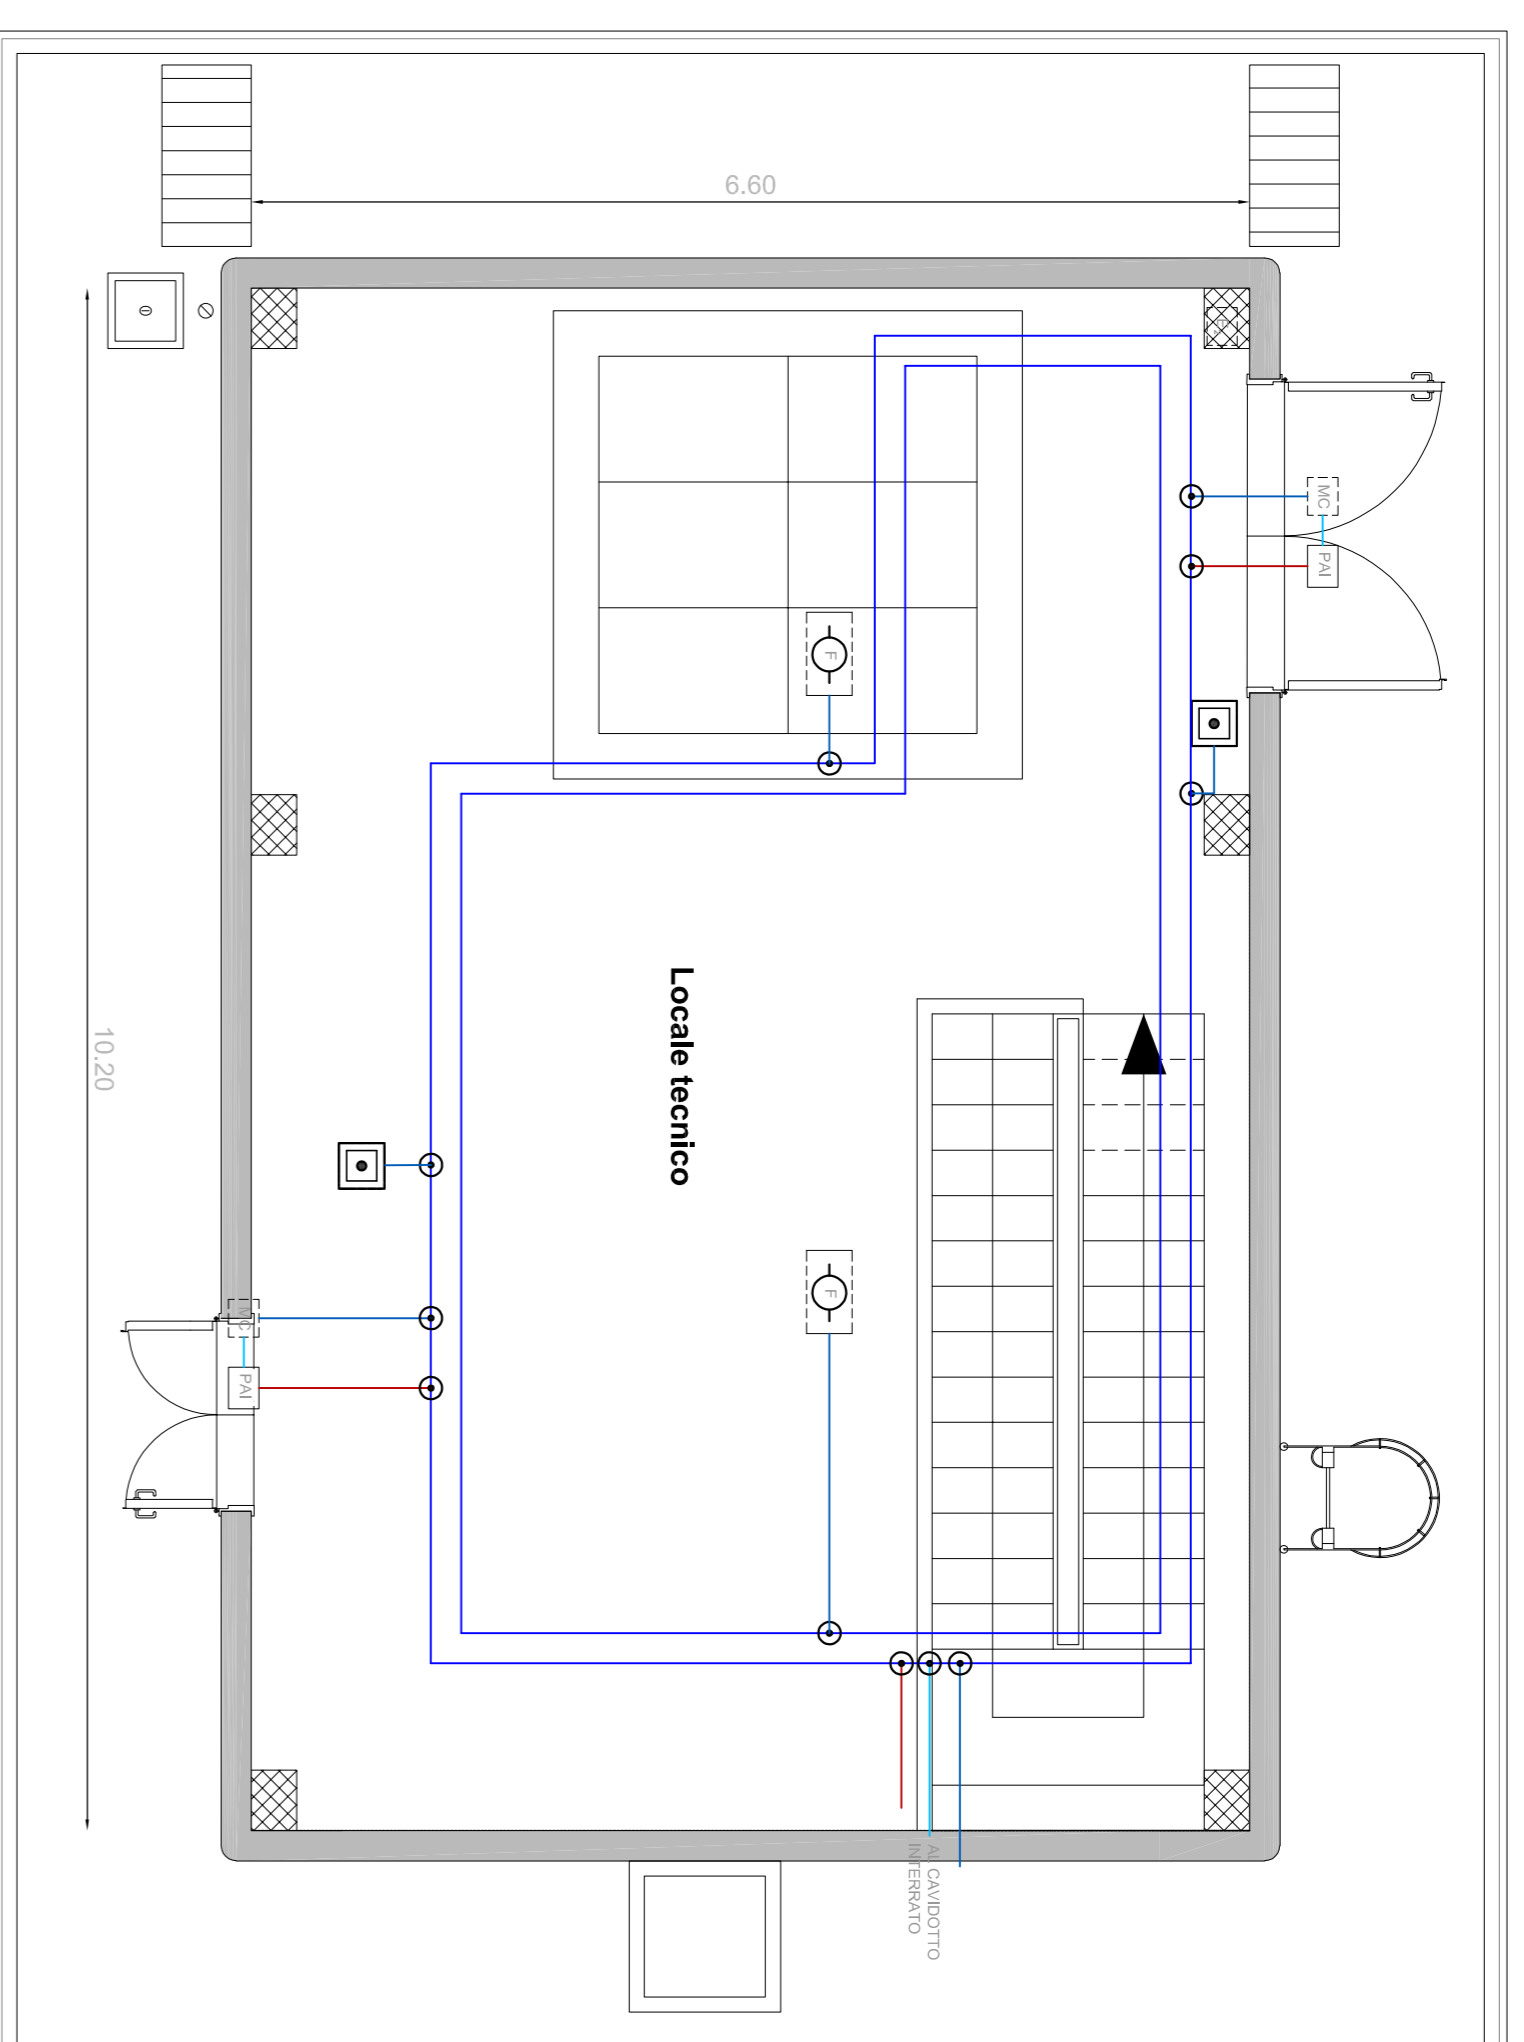 6.60
MC
PAI
F
Locale tecnico
10.20
F
MC
PAI
AL CAVIDOTTO
INTERRATO